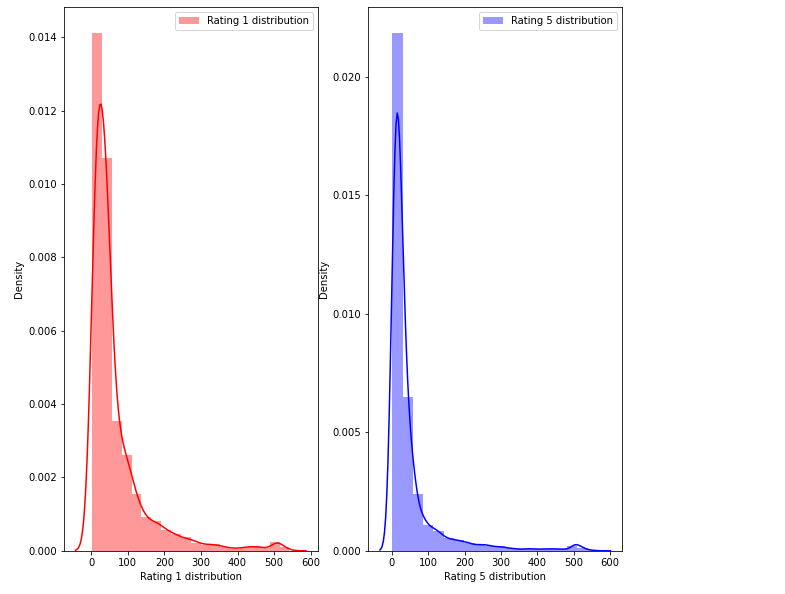 Rating 1 distribution
0.014
0.012
0.010
0.008
0.006
0.004
0.002
0.000
Density
0 100 200 300 400 500 600
Rating 1 distribution
Rating 5 distribution
0.020
0.015
0.010
0.005
0.000
Density
0 100 200 300 400 500 600
Rating 5 distribution